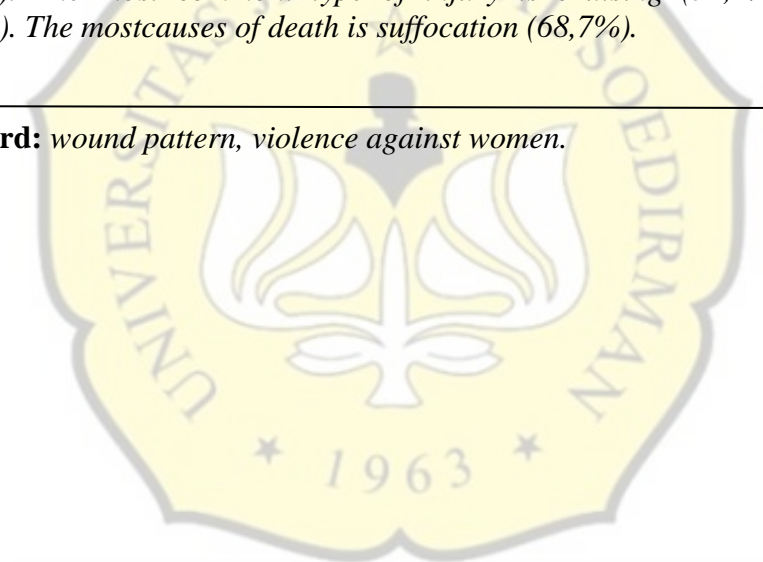 ). The mostcauses of death is suffocation (68,7%).
rd: wound pattern, violence against women.
UNIVERSITAS SOEDIRMAN
★ 1963 ★